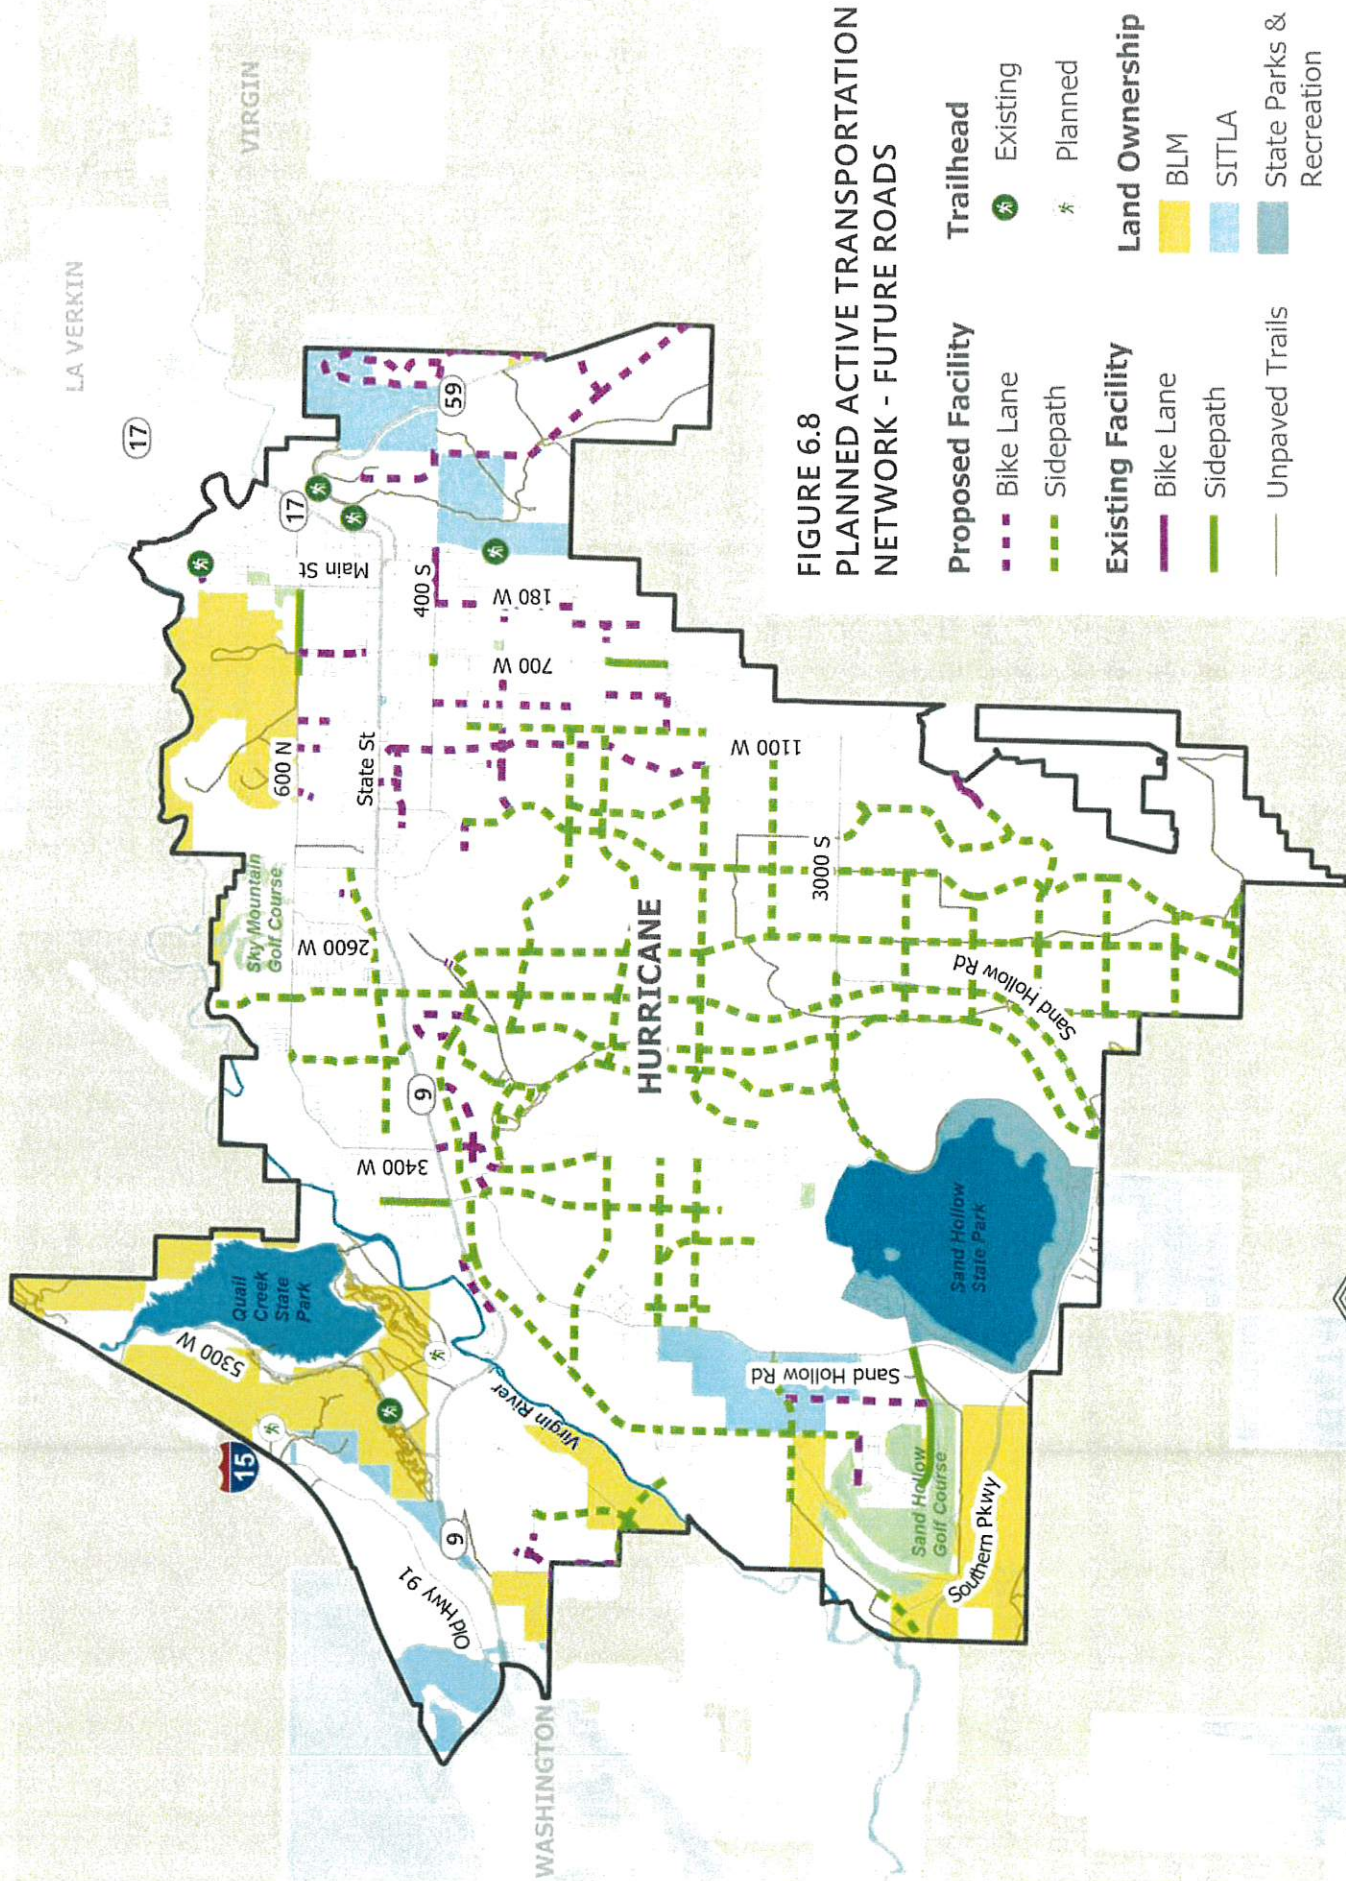 FIGURE 6.8
PLANNED ACTIVE TRANSPORTATION
NETWORK - FUTURE ROADS
Proposed Facility
Bike Lane
Sidepath
Existing Facility
Bike Lane
Sidepath
Unpaved Trails
Trailhead
Existing
Planned
Land Ownership
BLM
SITLA
State Parks &
Recreation
LA VERKIN
VIRGIN
17
17
59
Main St
400 S
180 W
700 W
600 N
State St
1100 W
Sky Mountain
Golf Course
2600 W
3000 S
HURRICANE
Sand Hollow Rd
9
3400 W
Quail
Creek
State
Park
5300 W
Sand Hollow
State Park
15
Virgin River
Sand Hollow Rd
9
Old Hwy 91
Sand Hollow
Golf Course
Southern Pkwy
WASHINGTON